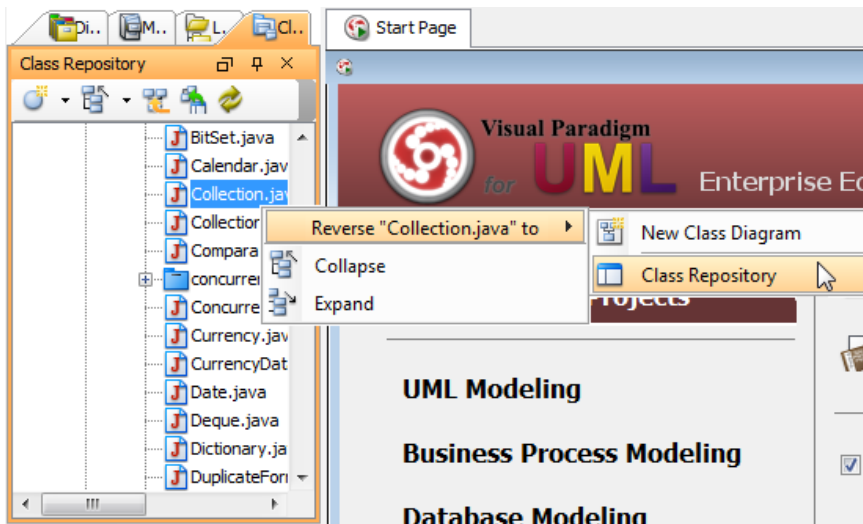 Di..
M..
L.
Cl..
Start Page
Class Repository
BitSet.java
Calendar.jav
Collection.jav
Collection
Compara
concurre
Concurre
Currency.jav
CurrencyDat
Date.java
Deque.java
Dictionary.ja
DuplicateFor
Reverse "Collection.java" to
Collapse
Expand
New Class Diagram
Class Repository
Visual Paradigm
for UML Enterprise Ed
Projects
UML Modeling
Business Process Modeling
Database Modeling